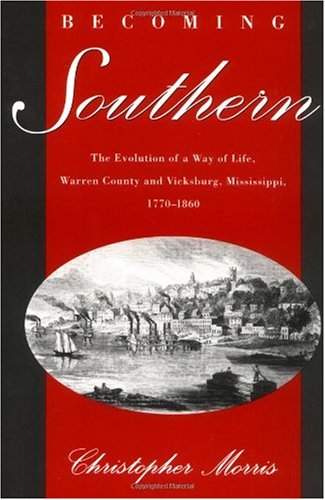 BECOMING
Southern
The Evolution of a Way of Life,
Warren County and Vicksburg, Mississippi,
1770–1860
Christopher Morris